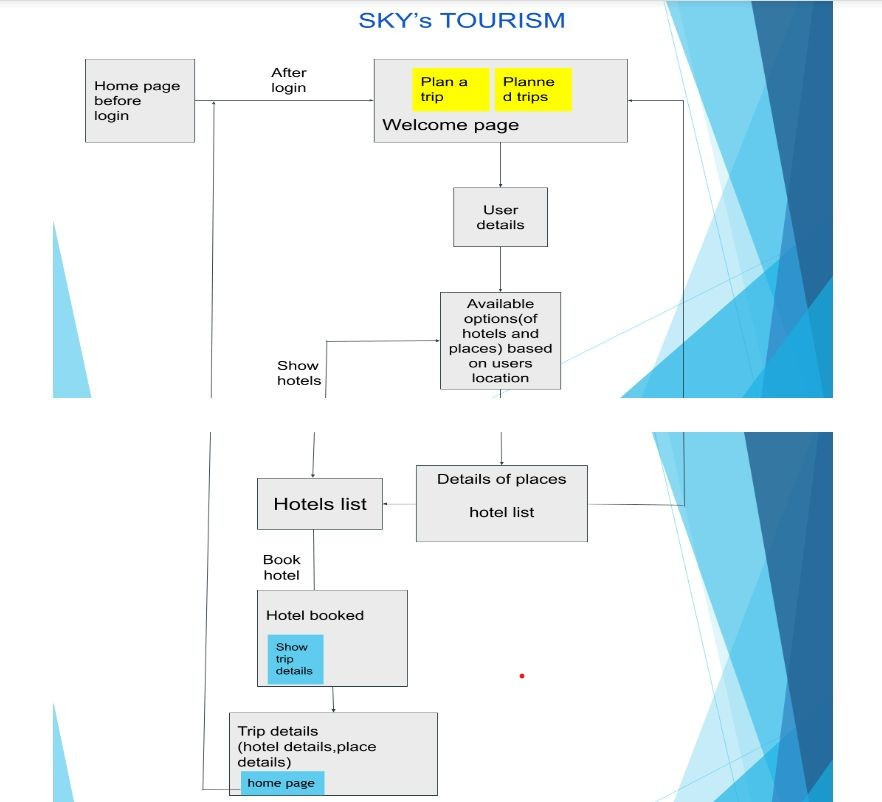 SKY's TOURISM
Home page
before
login
After
login
Plan a
trip
Planne
d trips
Welcome page
User
details
Available
options(of
hotels and
places) based
on users
location
Show
hotels
Hotels list
Details of places
hotel list
Book
hotel
Hotel booked
Show
trip
details
Trip details
(hotel details,place
details)
home page